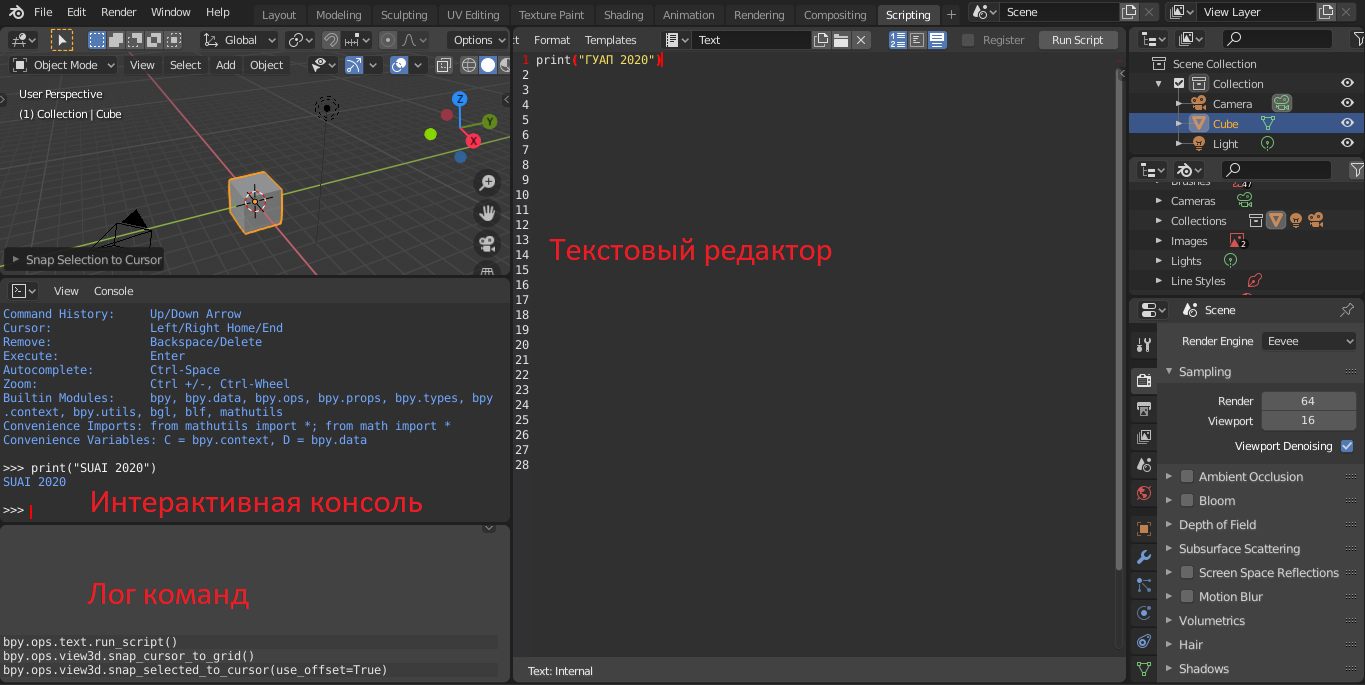 File Edit Render Window Help Layout Modeling Sculpting UV Editing Texture Paint Shading Animation Rendering Compositing Scripting + Scene View Layer
Global Options
Object Mode View Select Add Object
User Perspective
(1) Collection | Cube
Z
Y
X
Snap Selection to Cursor
View Console
Command History: Up/Down Arrow
Cursor: Left/Right Home/End
Remove: Backspace/Delete
Execute: Enter
Autocomplete: Ctrl-Space
Zoom: Ctrl +/-, Ctrl-Wheel
Builtin Modules: bpy, bpy.data, bpy.ops, bpy.props, bpy.types, bpy
.context, bpy.utils, bgl, blf, mathutils
Convenience Imports: from mathutils import *; from math import *
Convenience Variables: C = bpy.context, D = bpy.data
>>> print("SUAI 2020")
SUAI 2020
>>>
Интерактивная консоль
Лог команд
bpy.ops.text.run_script()
bpy.ops.view3d.snap_cursor_to_grid()
bpy.ops.view3d.snap_selected_to_cursor(use_offset=True)
Format Templates Text Register Run Script
1 print("ГУАП 2020")
2
3
4
5
6
7
8
9
10
11
12
13
14
15
16
17
18
19
20
21
22
23
24
25
26
27
28
Текстовый редактор
Text: Internal
Scene Collection
Collection
Camera
Cube
Light
Brushes 47
Cameras
Collections
Images 2
Lights
Line Styles
Scene
Render Engine Eevee
Sampling
Render 64
Viewport 16
Viewport Denoising
Ambient Occlusion
Bloom
Depth of Field
Subsurface Scattering
Screen Space Reflections
Motion Blur
Volumetrics
Hair
Shadows